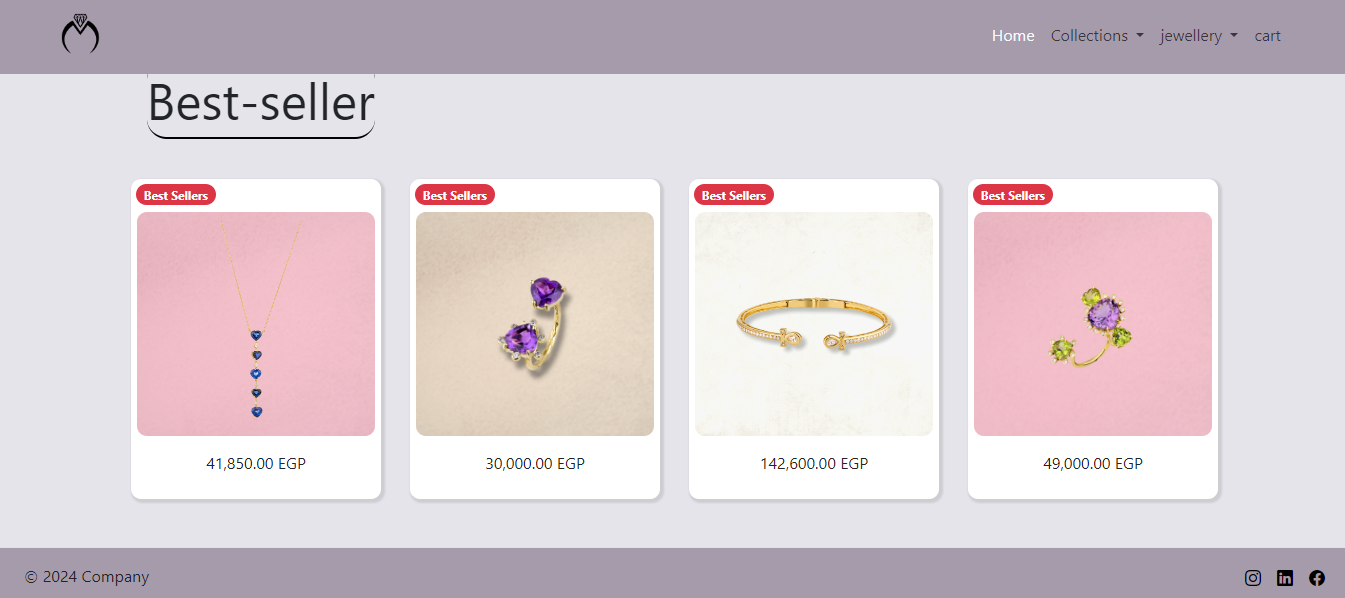 Home Collections jewellery cart
Best-seller
Best Sellers Best Sellers Best Sellers Best Sellers
41,850.00 EGP 30,000.00 EGP 142,600.00 EGP 49,000.00 EGP
© 2024 Company